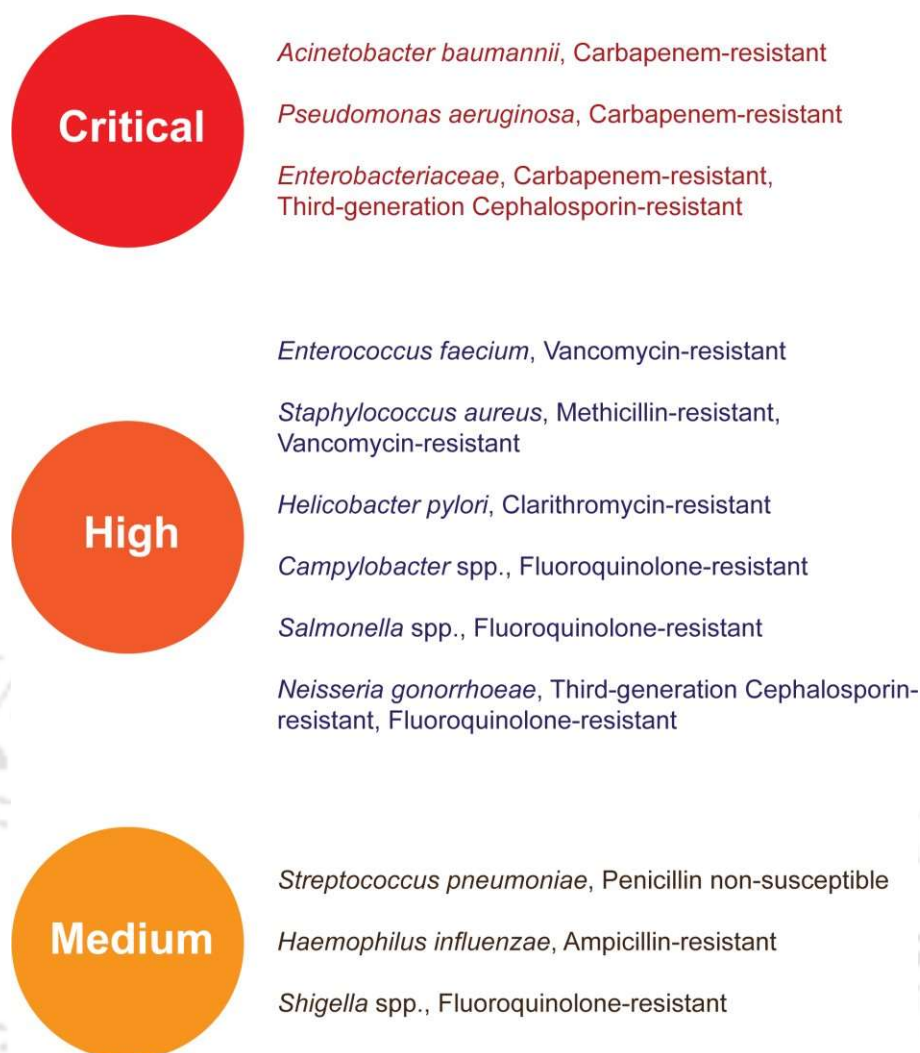 Critical
Acinetobacter baumannii, Carbapenem-resistant
Pseudomonas aeruginosa, Carbapenem-resistant
Enterobacteriaceae, Carbapenem-resistant,
Third-generation Cephalosporin-resistant
High
Enterococcus faecium, Vancomycin-resistant
Staphylococcus aureus, Methicillin-resistant,
Vancomycin-resistant
Helicobacter pylori, Clarithromycin-resistant
Campylobacter spp., Fluoroquinolone-resistant
Salmonella spp., Fluoroquinolone-resistant
Neisseria gonorrhoeae, Third-generation Cephalosporin-
resistant, Fluoroquinolone-resistant
Medium
Streptococcus pneumoniae, Penicillin non-susceptible
Haemophilus influenzae, Ampicillin-resistant
Shigella spp., Fluoroquinolone-resistant